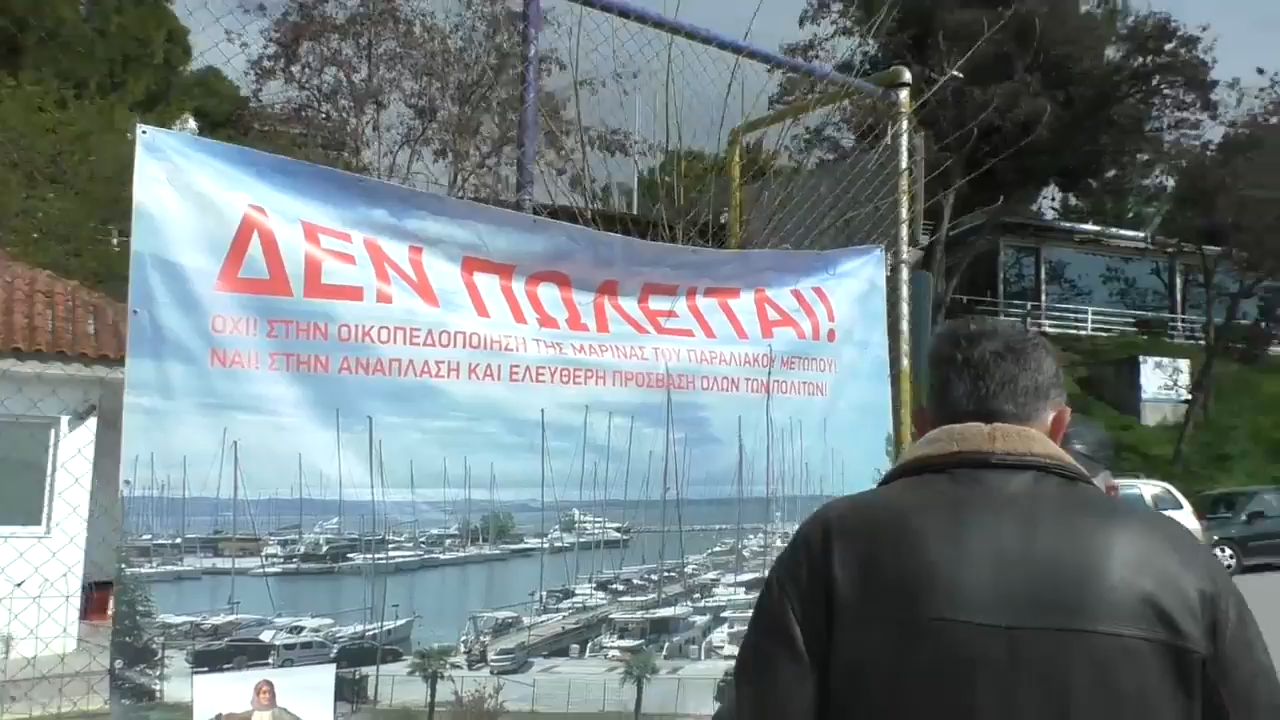 ΔΕΝ ΠΩΛΕΙΤΑΙ!
ΟΧΙ! ΣΤΗΝ ΟΙΚΟΠΕΔΟΠΟΙΗΣΗ ΤΗΣ ΜΑΡΙΝΑΣ ΤΟΥ ΠΑΡΑΛΙΑΚΟΥ ΜΕΤΩΠΟΥ!
ΝΑΙ! ΣΤΗΝ ΑΝΑΠΛΑΣΗ ΚΑΙ ΕΛΕΥΘΕΡΗ ΠΡΟΣΒΑΣΗ ΟΛΩΝ ΤΩΝ ΠΟΛΙΤΩΝ!